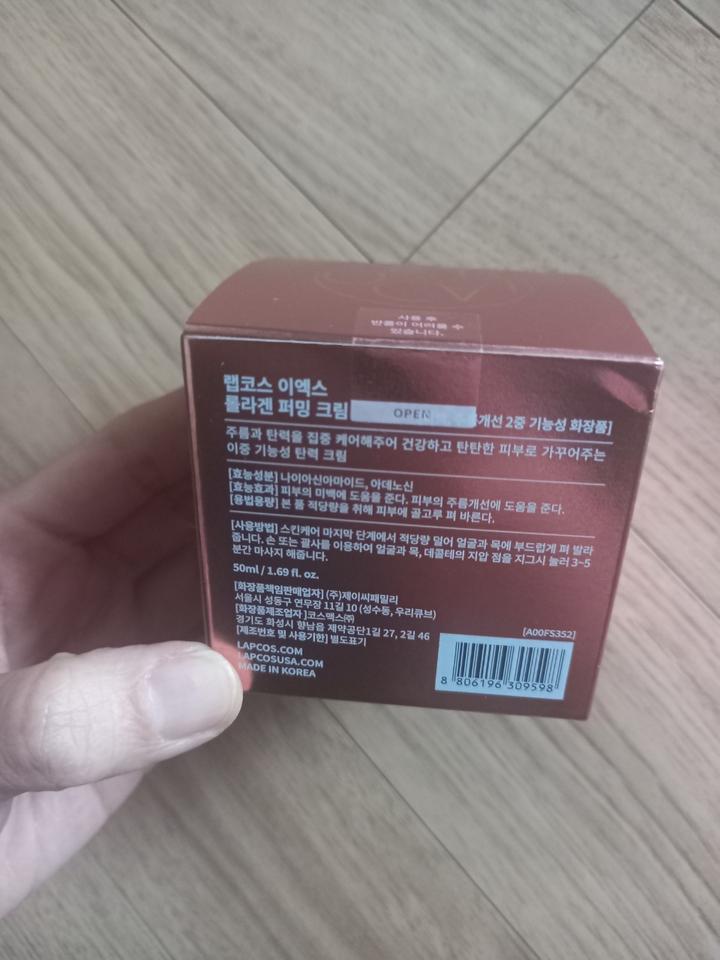 사용 후
반품이 어려울 수
있습니다.
랩코스 이엑스
콜라겐 퍼밍 크림
OPEN
개선 2중 기능성 화장품]
주름과 탄력을 집중 케어해주어 건강하고 탄탄한 피부로 가꾸어주는
이중 기능성 탄력 크림
[효능성분] 나이아신아마이드, 아데노신
[효능효과] 피부의 미백에 도움을 준다. 피부의 주름개선에 도움을 준다.
[용법용량] 본 품 적당량을 취해 피부에 골고루 펴 바른다.
[사용방법] 스킨케어 마지막 단계에서 적당량 덜어 얼굴과 목에 부드럽게 펴 발라
줍니다. 손 또는 괄사를 이용하여 얼굴과 목, 데콜테의 지압 점을 지그시 눌러 3~5
분간 마사지 해줍니다.
50ml / 1.69 fl. oz.
[화장품책임판매업자] (주)제이씨패밀리
서울시 성동구 연무장 11길 10 (성수동, 우리큐브)
[화장품제조업자] 코스맥스㈜
경기도 화성시 향남읍 제약공단1길 27, 2길 46
[제조번호 및 사용기한] 별도표기
LAPCOS.COM
LAPCOSUSA.COM
MADE IN KOREA
[A00FS352]
8 806196 309598